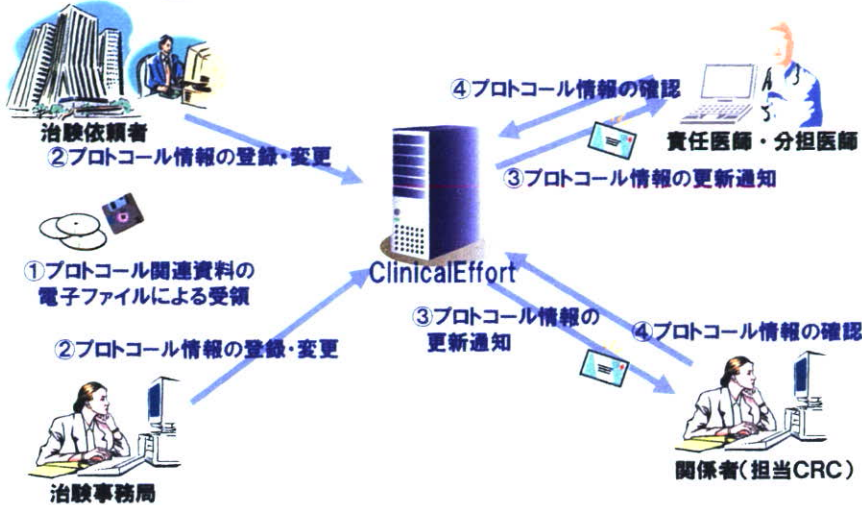 ④プロトコール情報の確認
治験依頼者
責任医師・分担医師
②プロトコール情報の登録・変更
③プロトコール情報の更新通知
①プロトコール関連資料の
電子ファイルによる受領
ClinicalEffort
③プロトコール情報の
更新通知
④プロトコール情報の確認
②プロトコール情報の登録・変更
関係者(担当CRC)
治験事務局